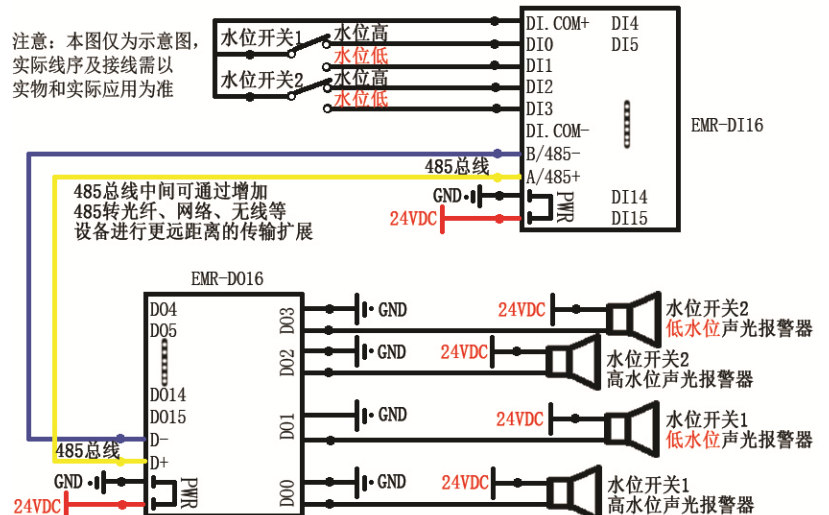 注意：本图仅为示意图，
实际线序及接线需以
实物和实际应用为准
水位开关1
水位高
水位低
水位开关2
水位高
水位低
DI.COM+
DI0
DI1
DI2
DI3
DI.COM-
B/485-
A/485+
PWR
DI4
DI5
DI14
DI15
EMR-DI16
485总线
GND
24VDC
485总线中间可通过增加
485转光纤、网络、无线等
设备进行更远距离的传输扩展
EMR-DO16
DO4
DO5
DO14
DO15
D-
D+
PWR
485总线
GND
24VDC
DO3
DO2
DO1
DO0
GND
24VDC
水位开关2
低水位声光报警器
GND
24VDC
水位开关2
高水位声光报警器
GND
24VDC
水位开关1
低水位声光报警器
GND
24VDC
水位开关1
高水位声光报警器